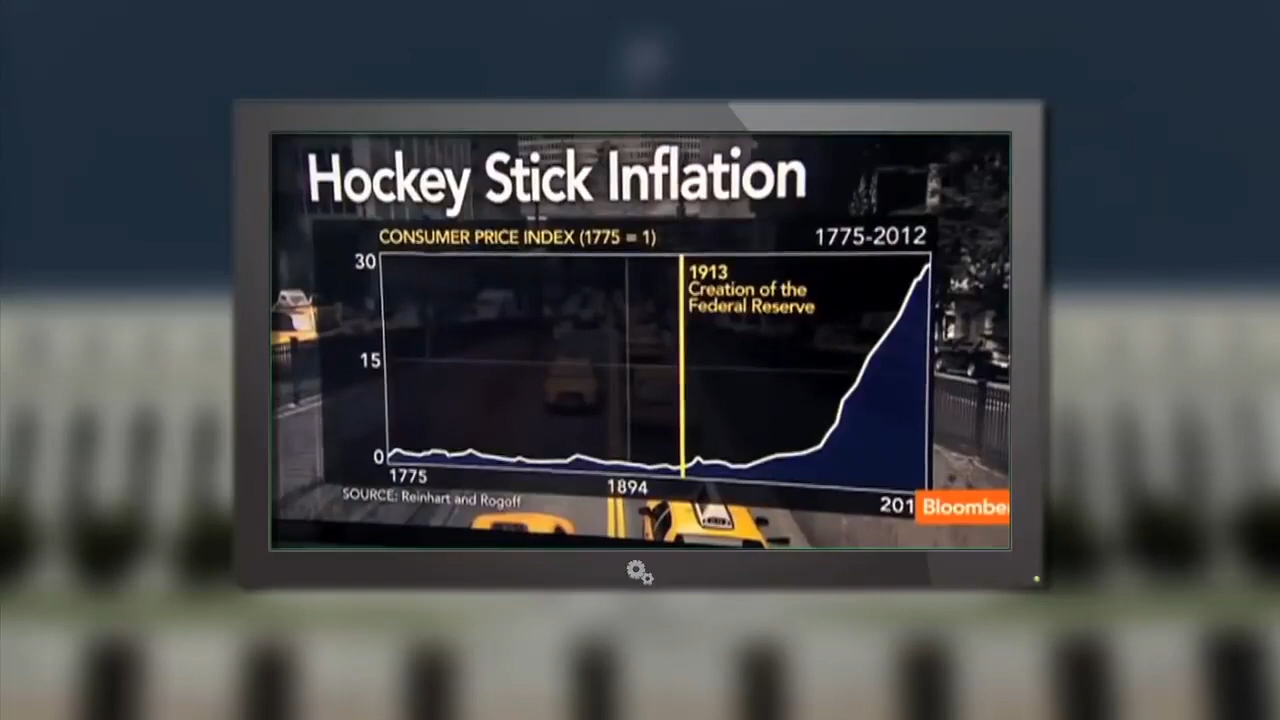 Hockey Stick Inflation
CONSUMER PRICE INDEX (1775 = 1)
1775-2012
30
1913
Creation of the
Federal Reserve
15
0
1775
1894
201
SOURCE: Reinhart and Rogoff
Bloombe